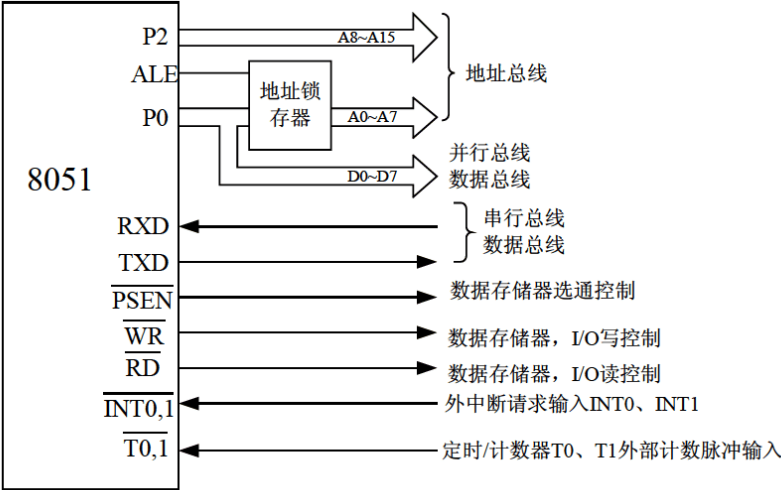 P2
A8~A15
地址总线
ALE
地址锁
存器
P0
A0~A7
并行总线
数据总线
D0~D7
8051
RXD
串行总线
数据总线
TXD
PSEN
数据存储器选通控制
WR
数据存储器，I/O写控制
RD
数据存储器，I/O读控制
INT0,1
外中断请求输入INT0、INT1
T0,1
定时/计数器T0、T1外部计数脉冲输入